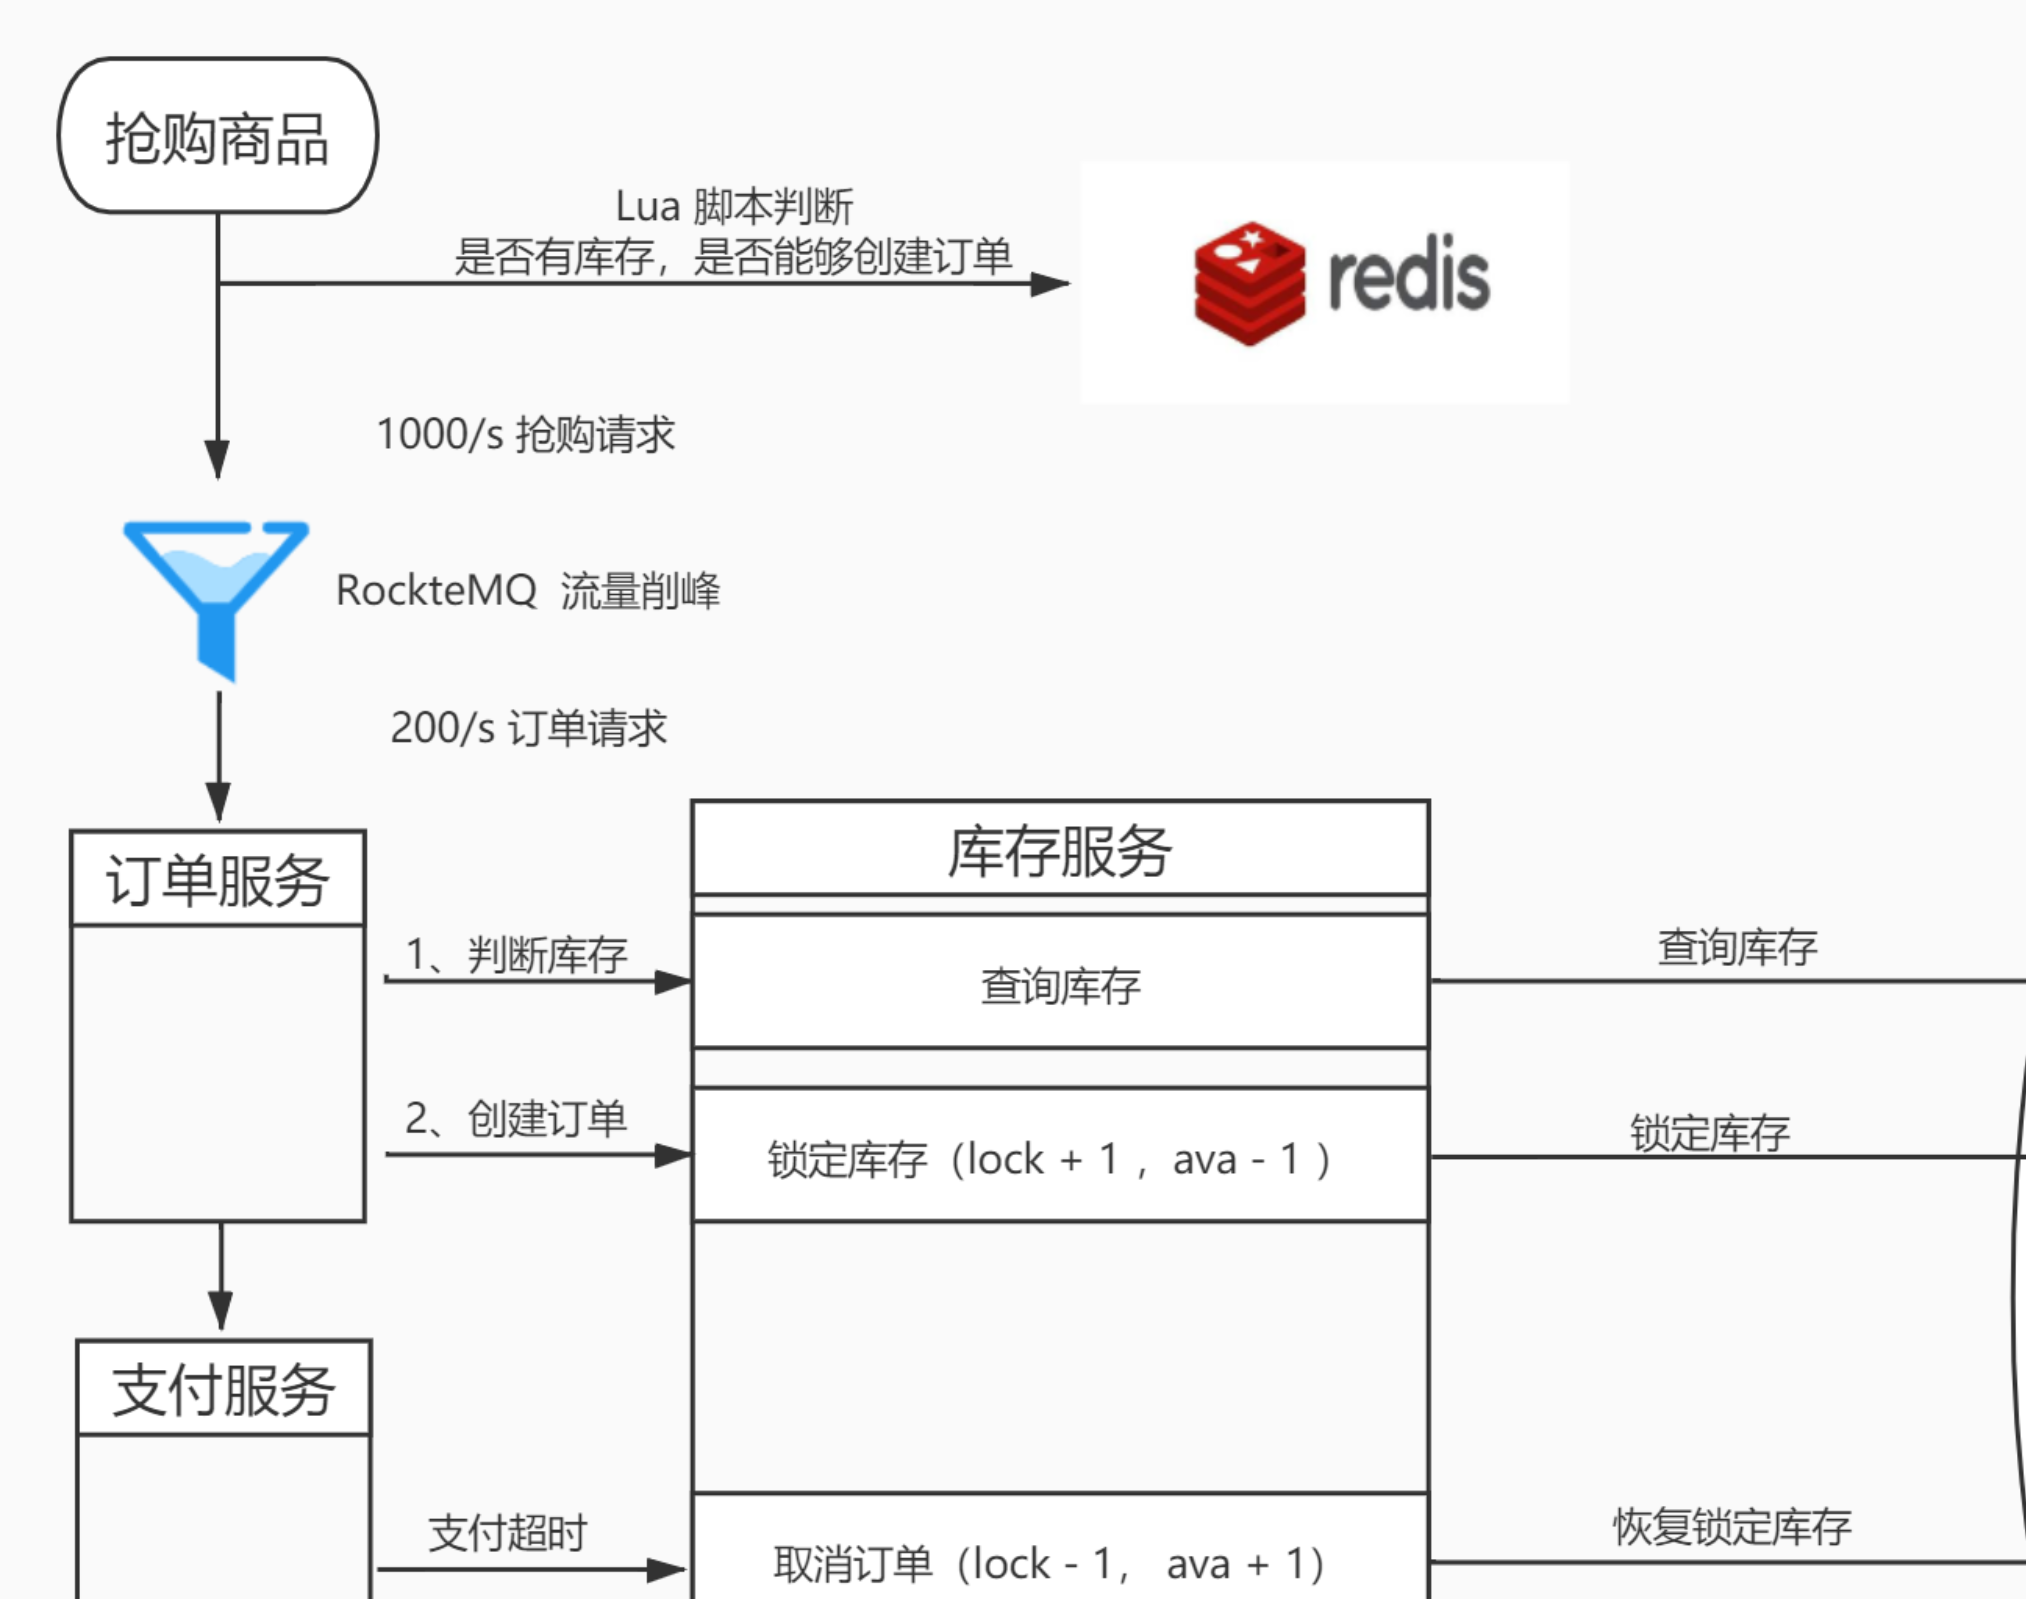 抢购商品
Lua 脚本判断
是否有库存，是否能够创建订单
redis
1000/s 抢购请求
RockteMQ 流量削峰
200/s 订单请求
订单服务
库存服务
1、判断库存
查询库存
查询库存
2、创建订单
锁定库存（lock + 1 ，ava - 1 ）
锁定库存
支付服务
支付超时
取消订单（lock - 1， ava + 1）
恢复锁定库存